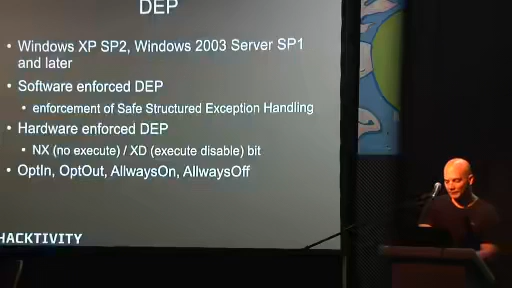 DEP
• Windows XP SP2, Windows 2003 Server SP1
and later
• Software enforced DEP
• enforcement of Safe Structured Exception Handling
• Hardware enforced DEP
• NX (no execute) / XD (execute disable) bit
• OptIn, OptOut, AllwaysOn, AllwaysOff
HACKTIVITY